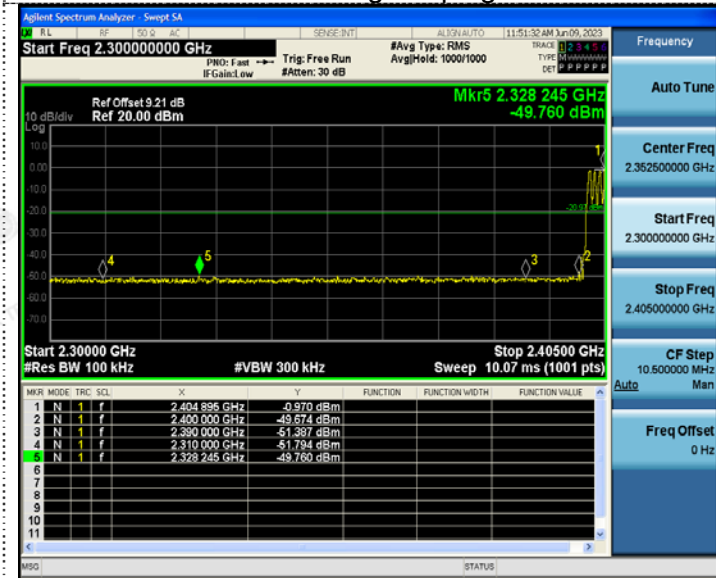 Agilent Spectrum Analyzer - Swept SA
RL RF 50 Ω AC SENSE:INT ALIGN AUTO 11:51:32 AM Jun 09, 2023
Start Freq 2.300000000 GHz
PNO: Fast
IFGain:Low
Trig: Free Run
#Atten: 30 dB
#Avg Type: RMS
Avg|Hold: 1000/1000
TRACE 1 2 3 4 5 6
TYPE M
DET P P P P P P
Ref Offset 9.21 dB
Ref 20.00 dBm
10 dB/div
Log
Mkr5 2.328 245 GHz
-49.760 dBm
10.0
0.00
-10.0
-20.0
-30.0
-40.0
-50.0
-60.0
-70.0
1
2
3
4
5
Start 2.30000 GHz
Stop 2.40500 GHz
#Res BW 100 kHz
#VBW 300 kHz
Sweep 10.07 ms (1001 pts)
MKR MODE TRC SCL X Y FUNCTION FUNCTION WIDTH FUNCTION VALUE
1 N 1 f 2.404 895 GHz -0.970 dBm
2 N 1 f 2.400 000 GHz -49.574 dBm
3 N 1 f 2.390 000 GHz -51.387 dBm
4 N 1 f 2.310 000 GHz -51.794 dBm
5 N 1 f 2.328 245 GHz -49.760 dBm
6
7
8
9
10
11
MSG
STATUS
Frequency
Auto Tune
Center Freq
2.352500000 GHz
Start Freq
2.300000000 GHz
Stop Freq
2.405000000 GHz
CF Step
10.500000 MHz
Auto Man
Freq Offset
0 Hz